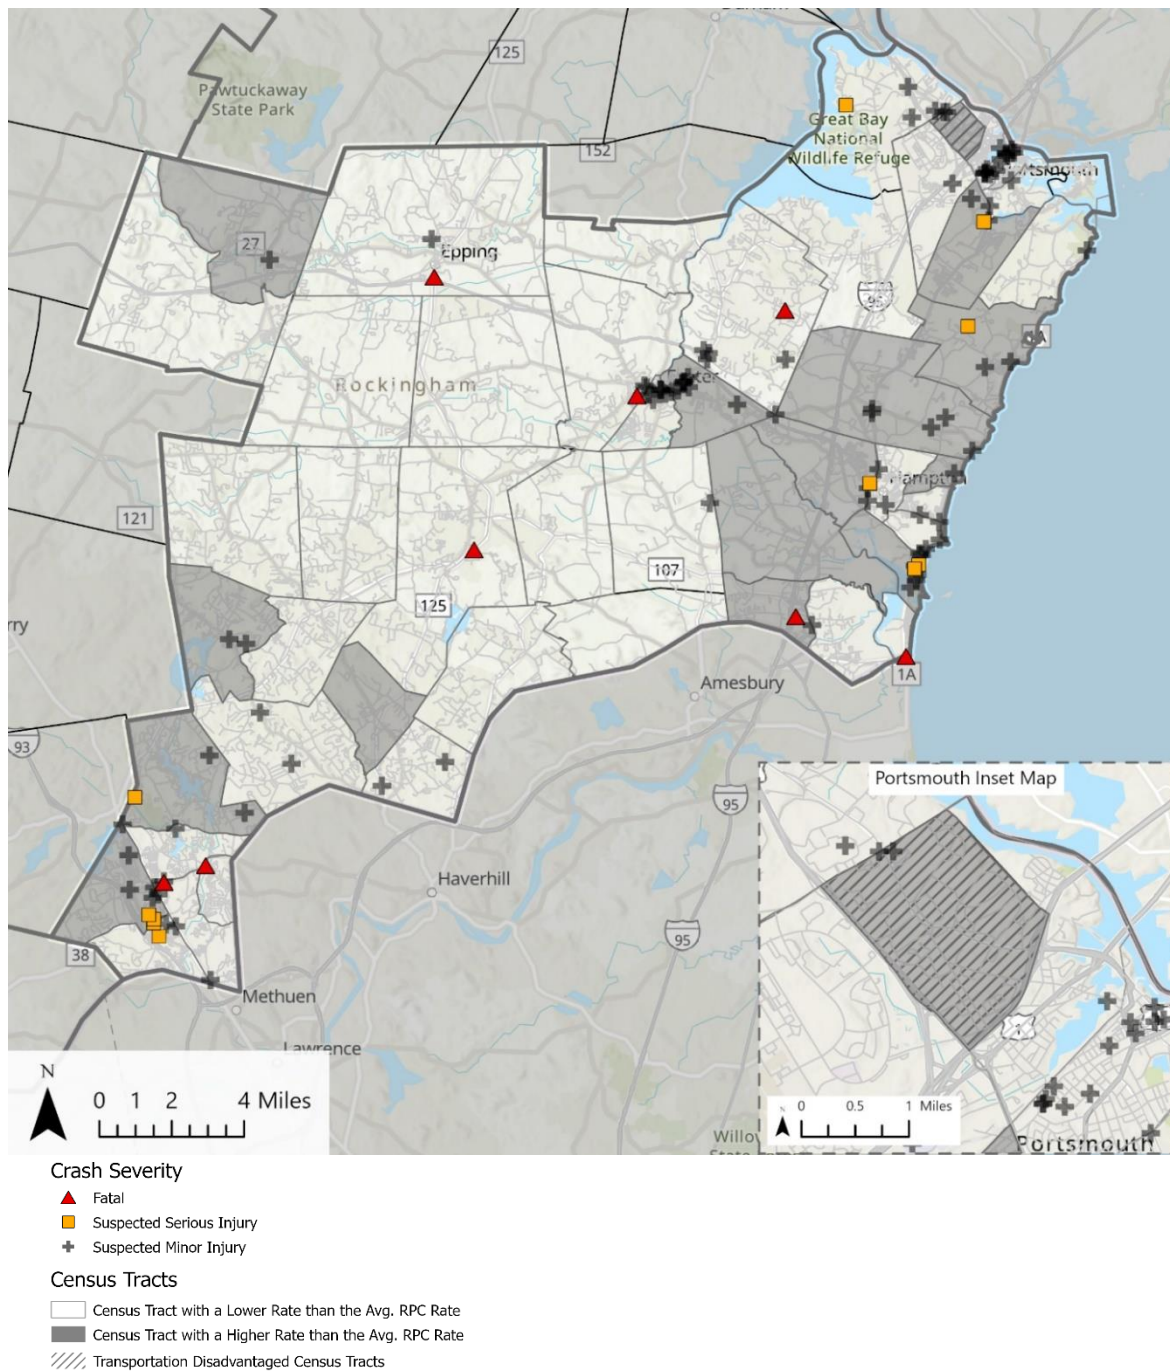 125
Pawtuckaway
State Park
152
Great Bay
National
Wildlife Refuge
Portsmouth
27
Epping
95
1A
Rockingham
Hampton
121
107
125
1A
Amesbury
93
95
Portsmouth Inset Map
Haverhill
95
38
Methuen
Lawrence
N
0 1 2 4 Miles
N
0 0.5 1 Miles
Portsmouth
Crash Severity
Fatal
Suspected Serious Injury
Suspected Minor Injury
Census Tracts
Census Tract with a Lower Rate than the Avg. RPC Rate
Census Tract with a Higher Rate than the Avg. RPC Rate
Transportation Disadvantaged Census Tracts